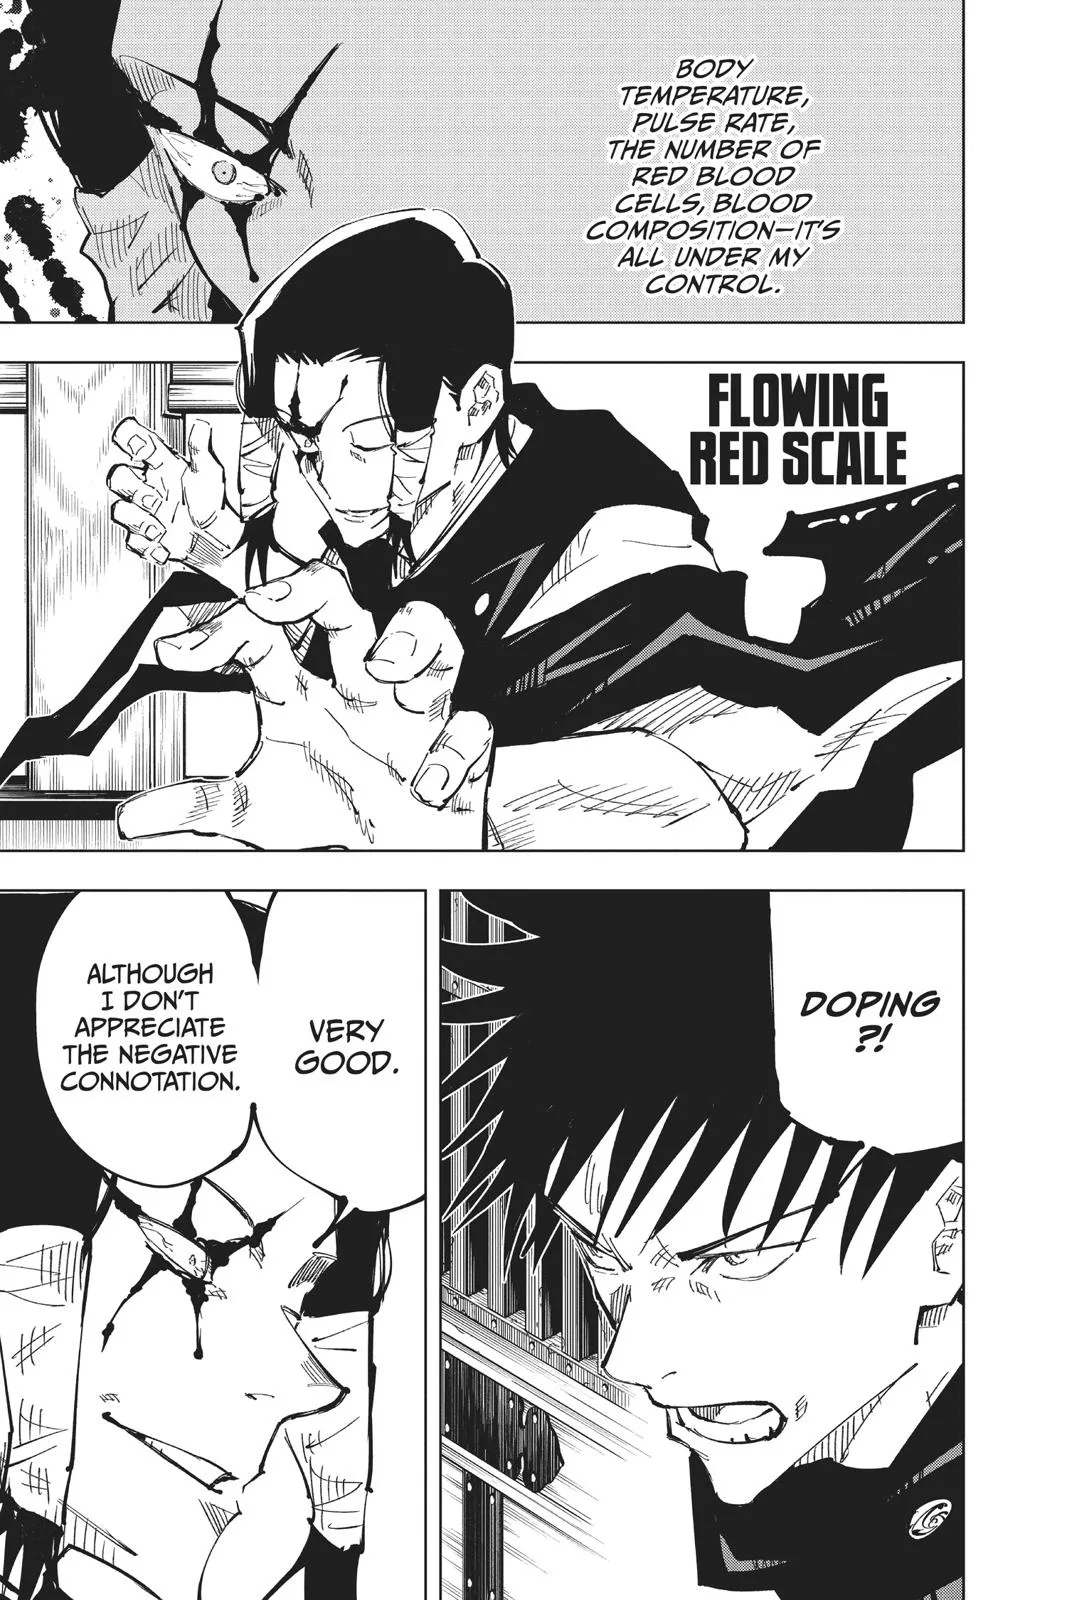 BODY
TEMPERATURE,
PULSE RATE,
THE NUMBER OF
RED BLOOD
CELLS, BLOOD
COMPOSITION—IT'S
ALL UNDER MY
CONTROL.
FLOWING
RED SCALE
DOPING
?!
VERY
GOOD.
ALTHOUGH
I DON'T
APPRECIATE
THE NEGATIVE
CONNOTATION.